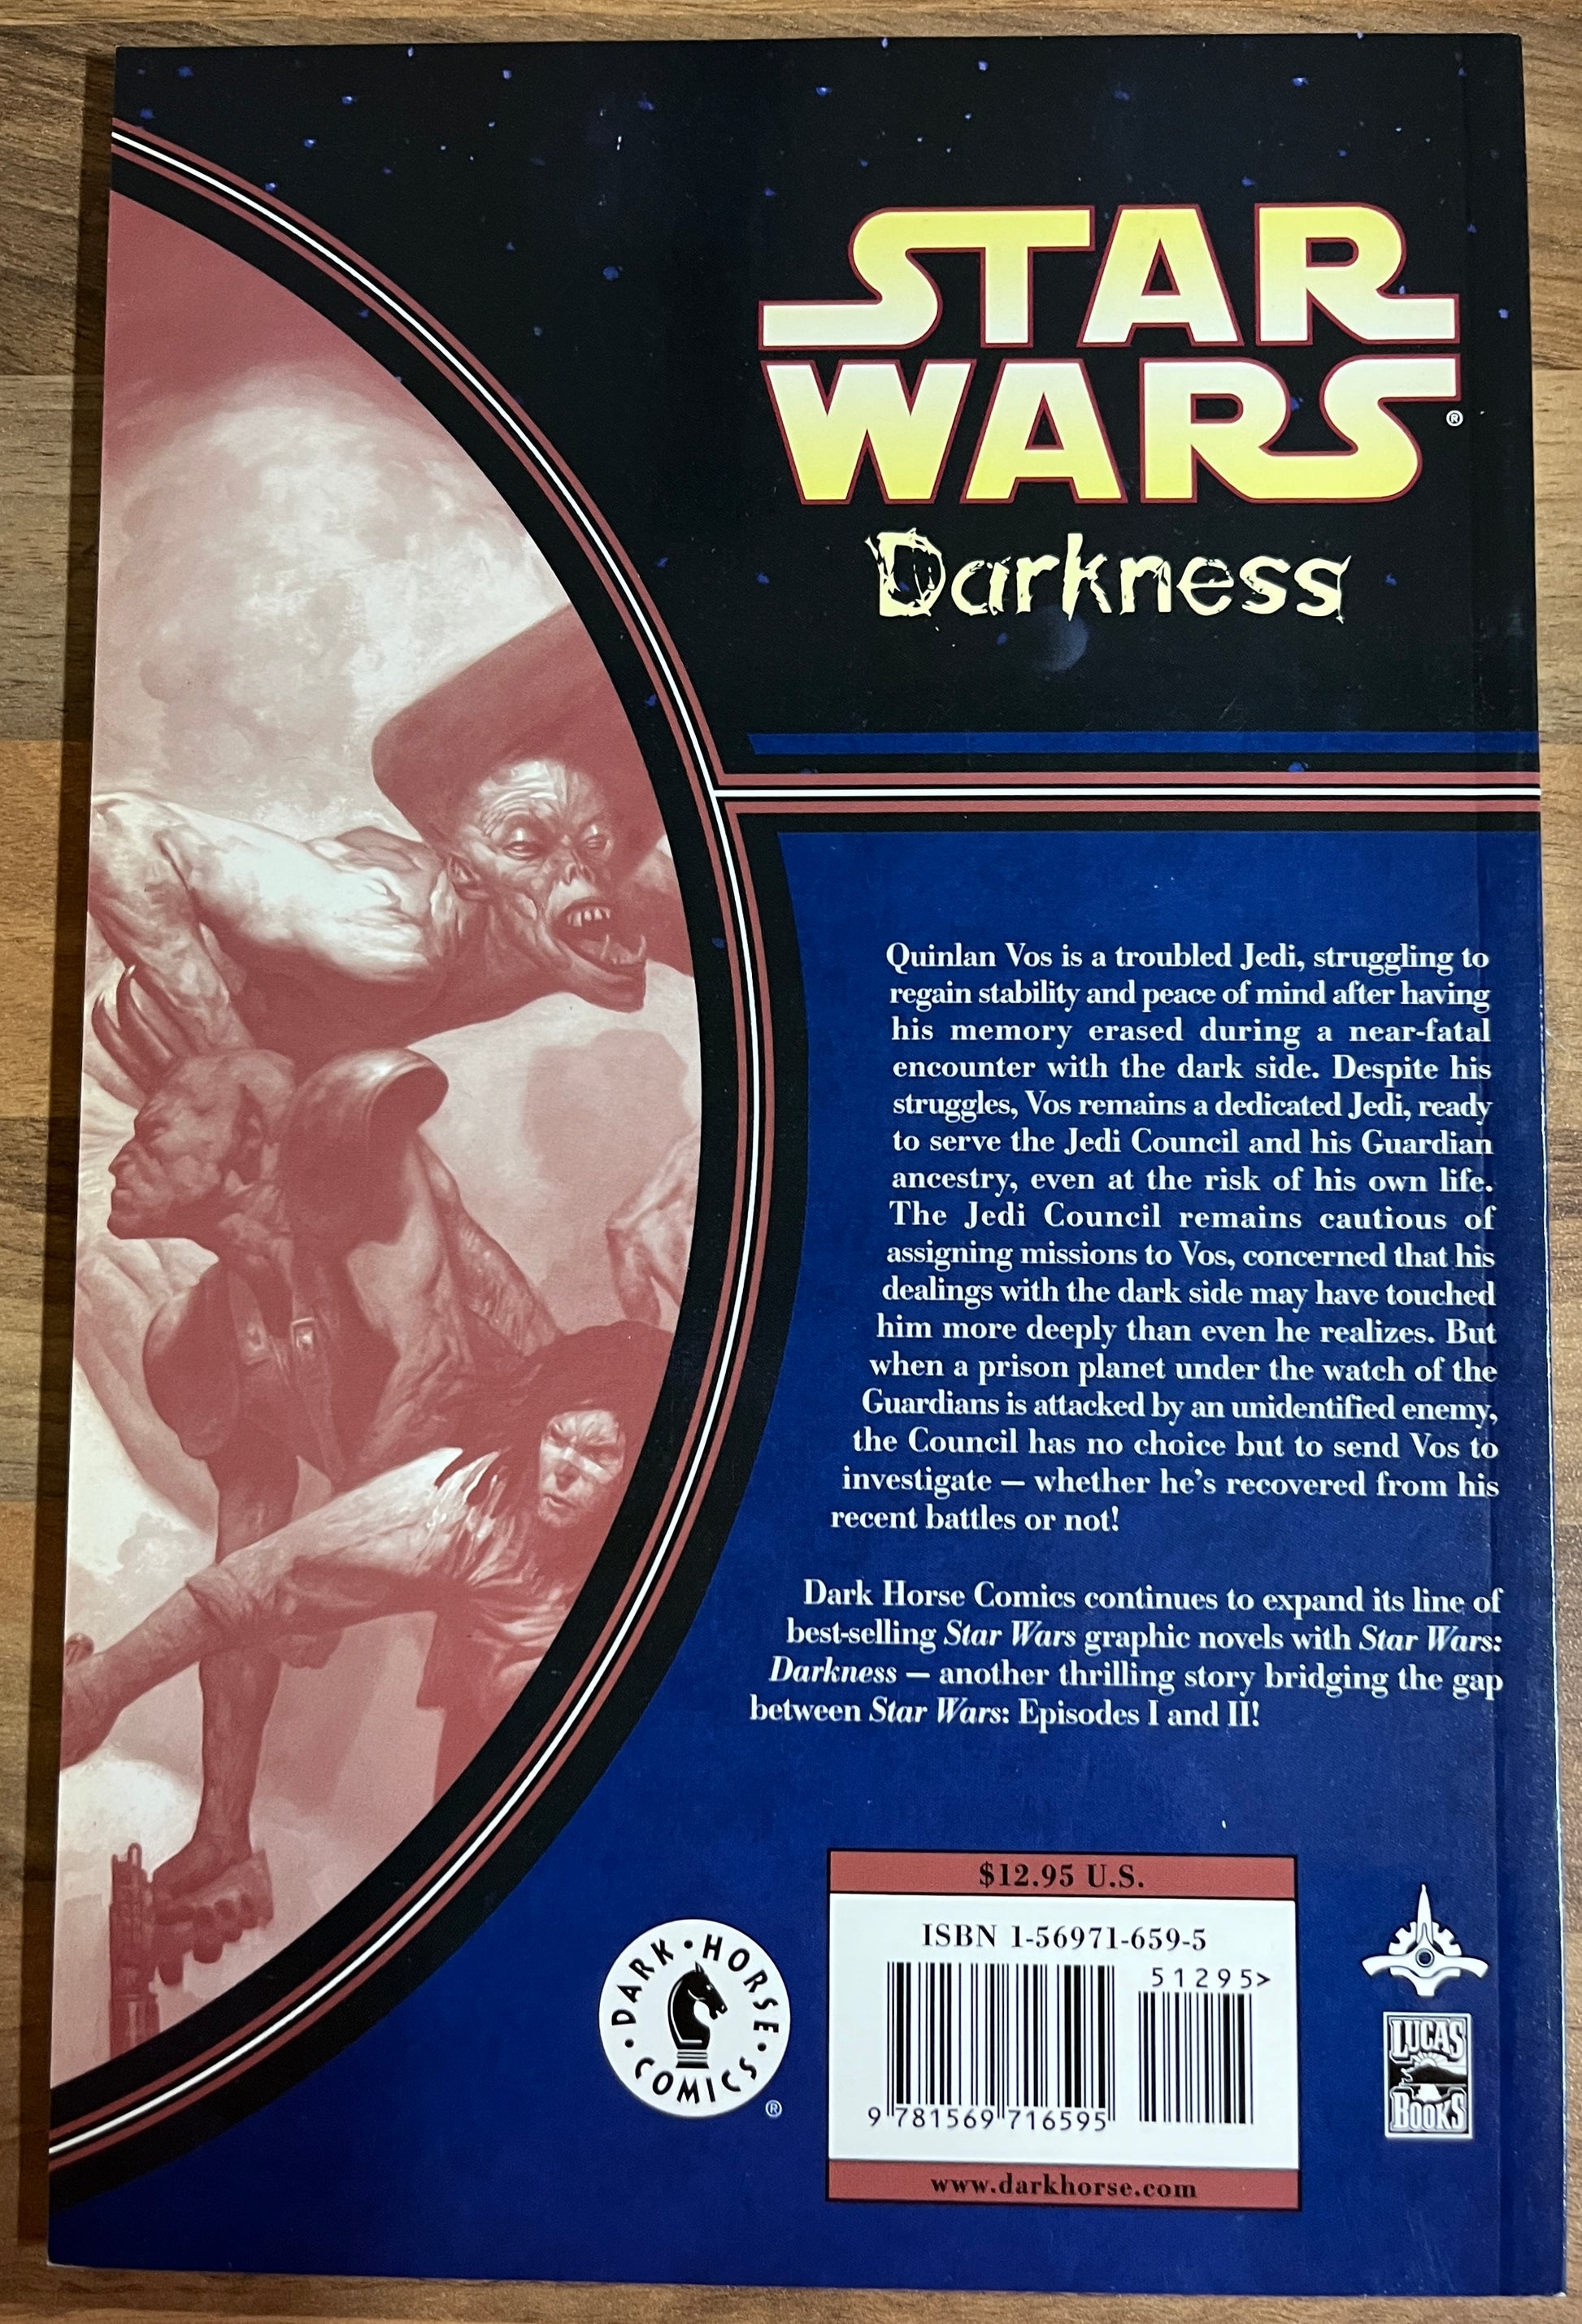 STAR
WARS®
Darkness
Quinlan Vos is a troubled Jedi, struggling to
regain stability and peace of mind after having
his memory erased during a near-fatal
encounter with the dark side. Despite his
struggles, Vos remains a dedicated Jedi, ready
to serve the Jedi Council and his Guardian
ancestry, even at the risk of his own life.
The Jedi Council remains cautious of
assigning missions to Vos, concerned that his
dealings with the dark side may have touched
him more deeply than even he realizes. But
when a prison planet under the watch of the
Guardians is attacked by an unidentified enemy,
the Council has no choice but to send Vos to
investigate — whether he's recovered from his
recent battles or not!
Dark Horse Comics continues to expand its line of
best-selling Star Wars graphic novels with Star Wars:
Darkness — another thrilling story bridging the gap
between Star Wars: Episodes I and II!
$12.95 U.S.
ISBN 1-56971-659-5
51295>
9 781569 716595
www.darkhorse.com
DARK • HORSE • COMICS •
®
LUCAS
BOOKS